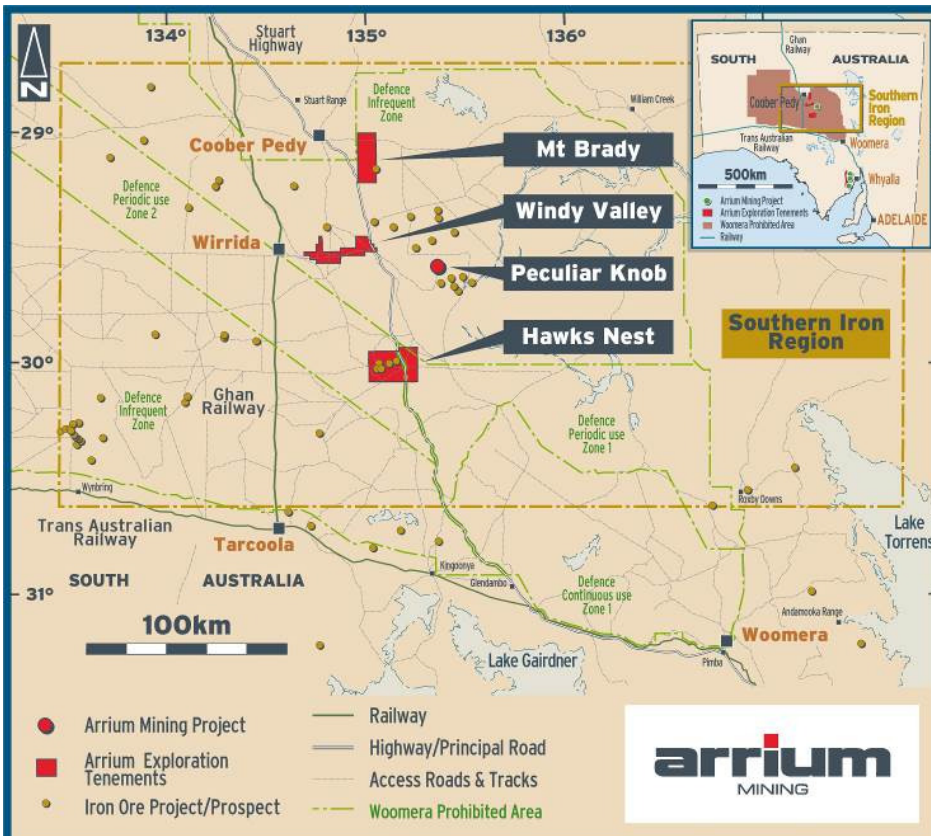 134°
135°
136°
Stuart
Highway
Stuart Range
Defence
Infrequent
Zone
William Creek
29°
Coober Pedy
Mt Brady
Defence
Periodic use
Zone 2
Windy Valley
Wirrida
Peculiar Knob
Hawks Nest
Southern Iron
Region
30°
Defence
Infrequent
Zone
Ghan
Railway
Defence
Periodic use
Zone 1
Wynbring
Roxby Downs
Trans Australian
Railway
Tarcoola
Lake
Torrens
SOUTH AUSTRALIA
Kingoonya
Glendambo
Defence
Continuous use
Zone 1
31°
Andamooka Range
100km
Woomera
Pimba
Lake Gairdner
N
Ghan
Railway
SOUTH AUSTRALIA
Coober Pedy
Southern
Iron
Region
Trans Australian
Railway
Woomera
Whyalla
500km
Arrium Mining Project
Arrium Exploration Tenements
Woomera Prohibited Area
Railway
ADELAIDE
Arrium Mining Project
Arrium Exploration
Tenements
Iron Ore Project/Prospect
Railway
Highway/Principal Road
Access Roads & Tracks
Woomera Prohibited Area
arrium
MINING